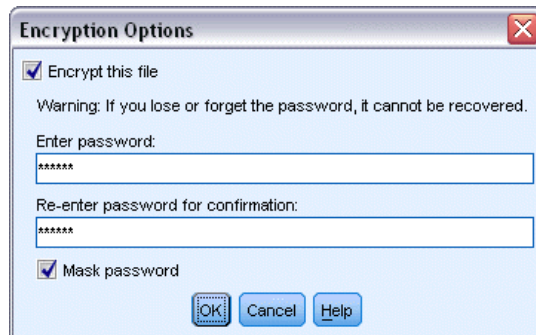 Encryption Options
Encrypt this file
Warning: If you lose or forget the password, it cannot be recovered.
Enter password:
******
Re-enter password for confirmation:
******
Mask password
OK Cancel Help